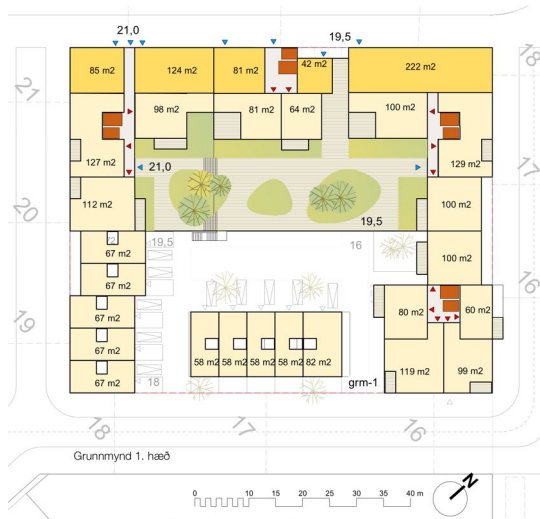 21,0
19,5
18
85 m2
124 m2
81 m2
42 m2
222 m2
21
98 m2
81 m2
64 m2
100 m2
127 m2
129 m2
21,0
17
112 m2
100 m2
20
19,5
19,5
16
67 m2
100 m2
67 m2
16
67 m2
80 m2
60 m2
19
67 m2
58 m2
58 m2
58 m2
58 m2
82 m2
119 m2
99 m2
67 m2
18
grm-1
18
17
16
Grunnmynd 1. hæð
N
0
10
15
20
25
30
35
40 m